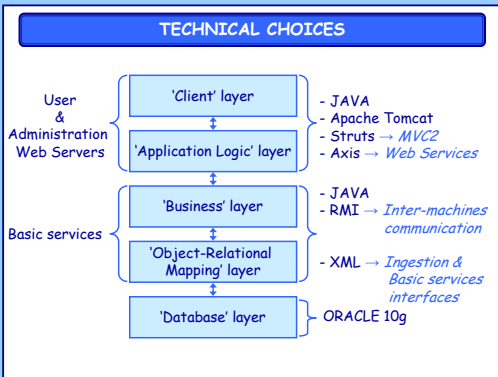 TECHNICAL CHOICES
User
&
Administration
Web Servers
'Client' layer
'Application Logic' layer
- JAVA
- Apache Tomcat
- Struts → MVC2
- Axis → Web Services
Basic services
'Business' layer
'Object-Relational
Mapping' layer
- JAVA
- RMI → Inter-machines
communication
- XML → Ingestion &
Basic services
interfaces
'Database' layer
ORACLE 10g